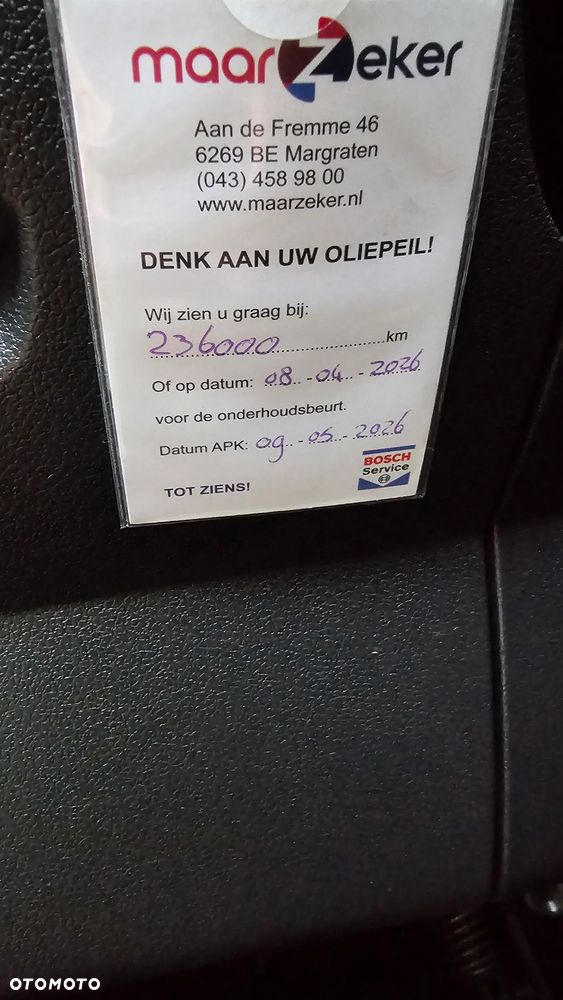 maarZeker
Aan de Fremme 46
6269 BE Margraten
(043) 458 98 00
www.maarzeker.nl
DENK AAN UW OLIEPEIL!
Wij zien u graag bij:
236000..........................km
Of op datum: 08..-04..-2026
voor de onderhoudsbeurt.
Datum APK: 09..-05..-2026
BOSCH
Service
TOT ZIENS!
OTOMOTO